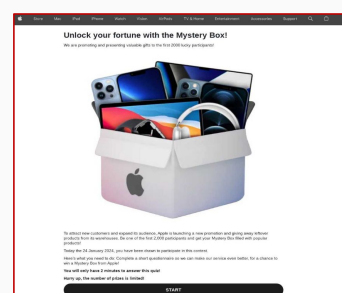 Store Mac iPad iPhone Watch Vision AirPods TV & Home Entertainment Accessories Support
Unlock your fortune with the Mystery Box!
We are promoting and presenting valuable gifts to the first 2000 lucky participants!
To attract new customers and expand its audience, Apple is launching a new promotion and giving away leftover
products from its warehouses. Be one of the first 2,000 participants and get your Mystery Box filled with popular
products!
Today the 24 January 2024, you have been chosen to participate in this contest.
Here's what you need to do: Complete a short questionnaire so we can make our service even better, for a chance to
win a Mystery Box from Apple!
You will only have 2 minutes to answer this quiz!
Hurry up, the number of prizes is limited!
START